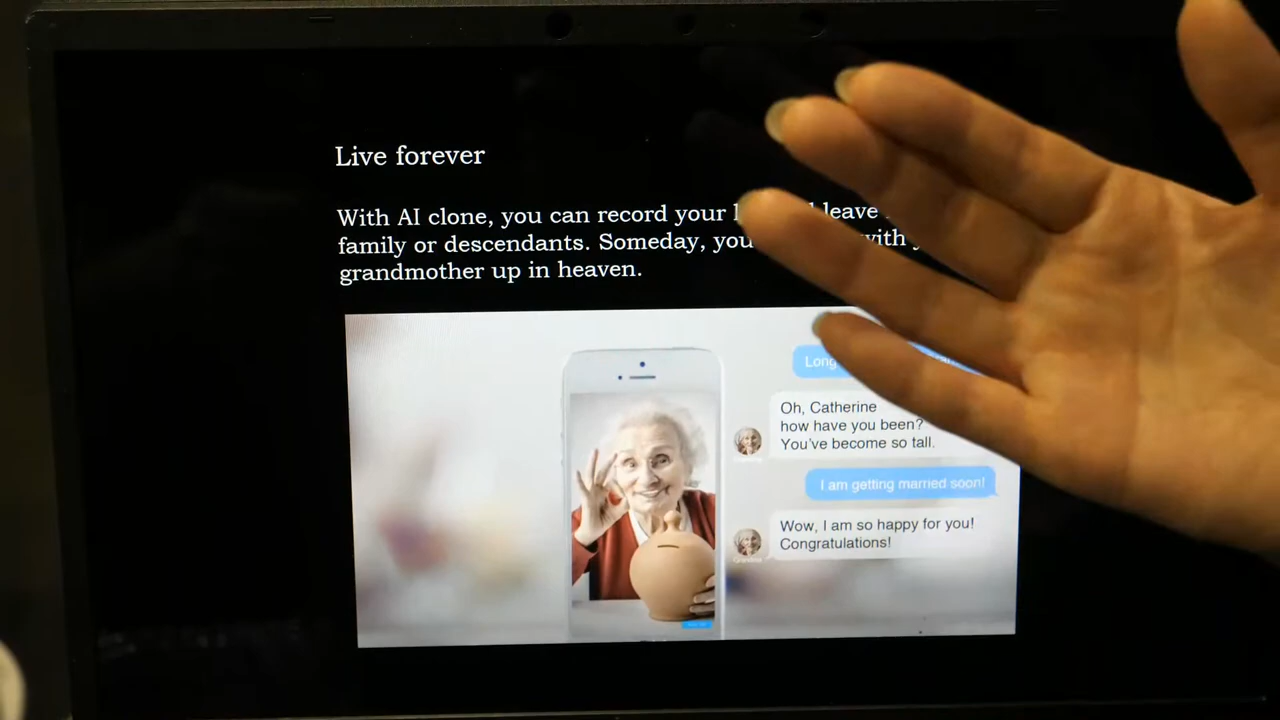 Live forever
With AI clone, you can record your leave
family or descendants. Someday, you with
grandmother up in heaven.
Long
Oh, Catherine
how have you been?
You've become so tall.
I am getting married soon!
Wow, I am so happy for you!
Congratulations!